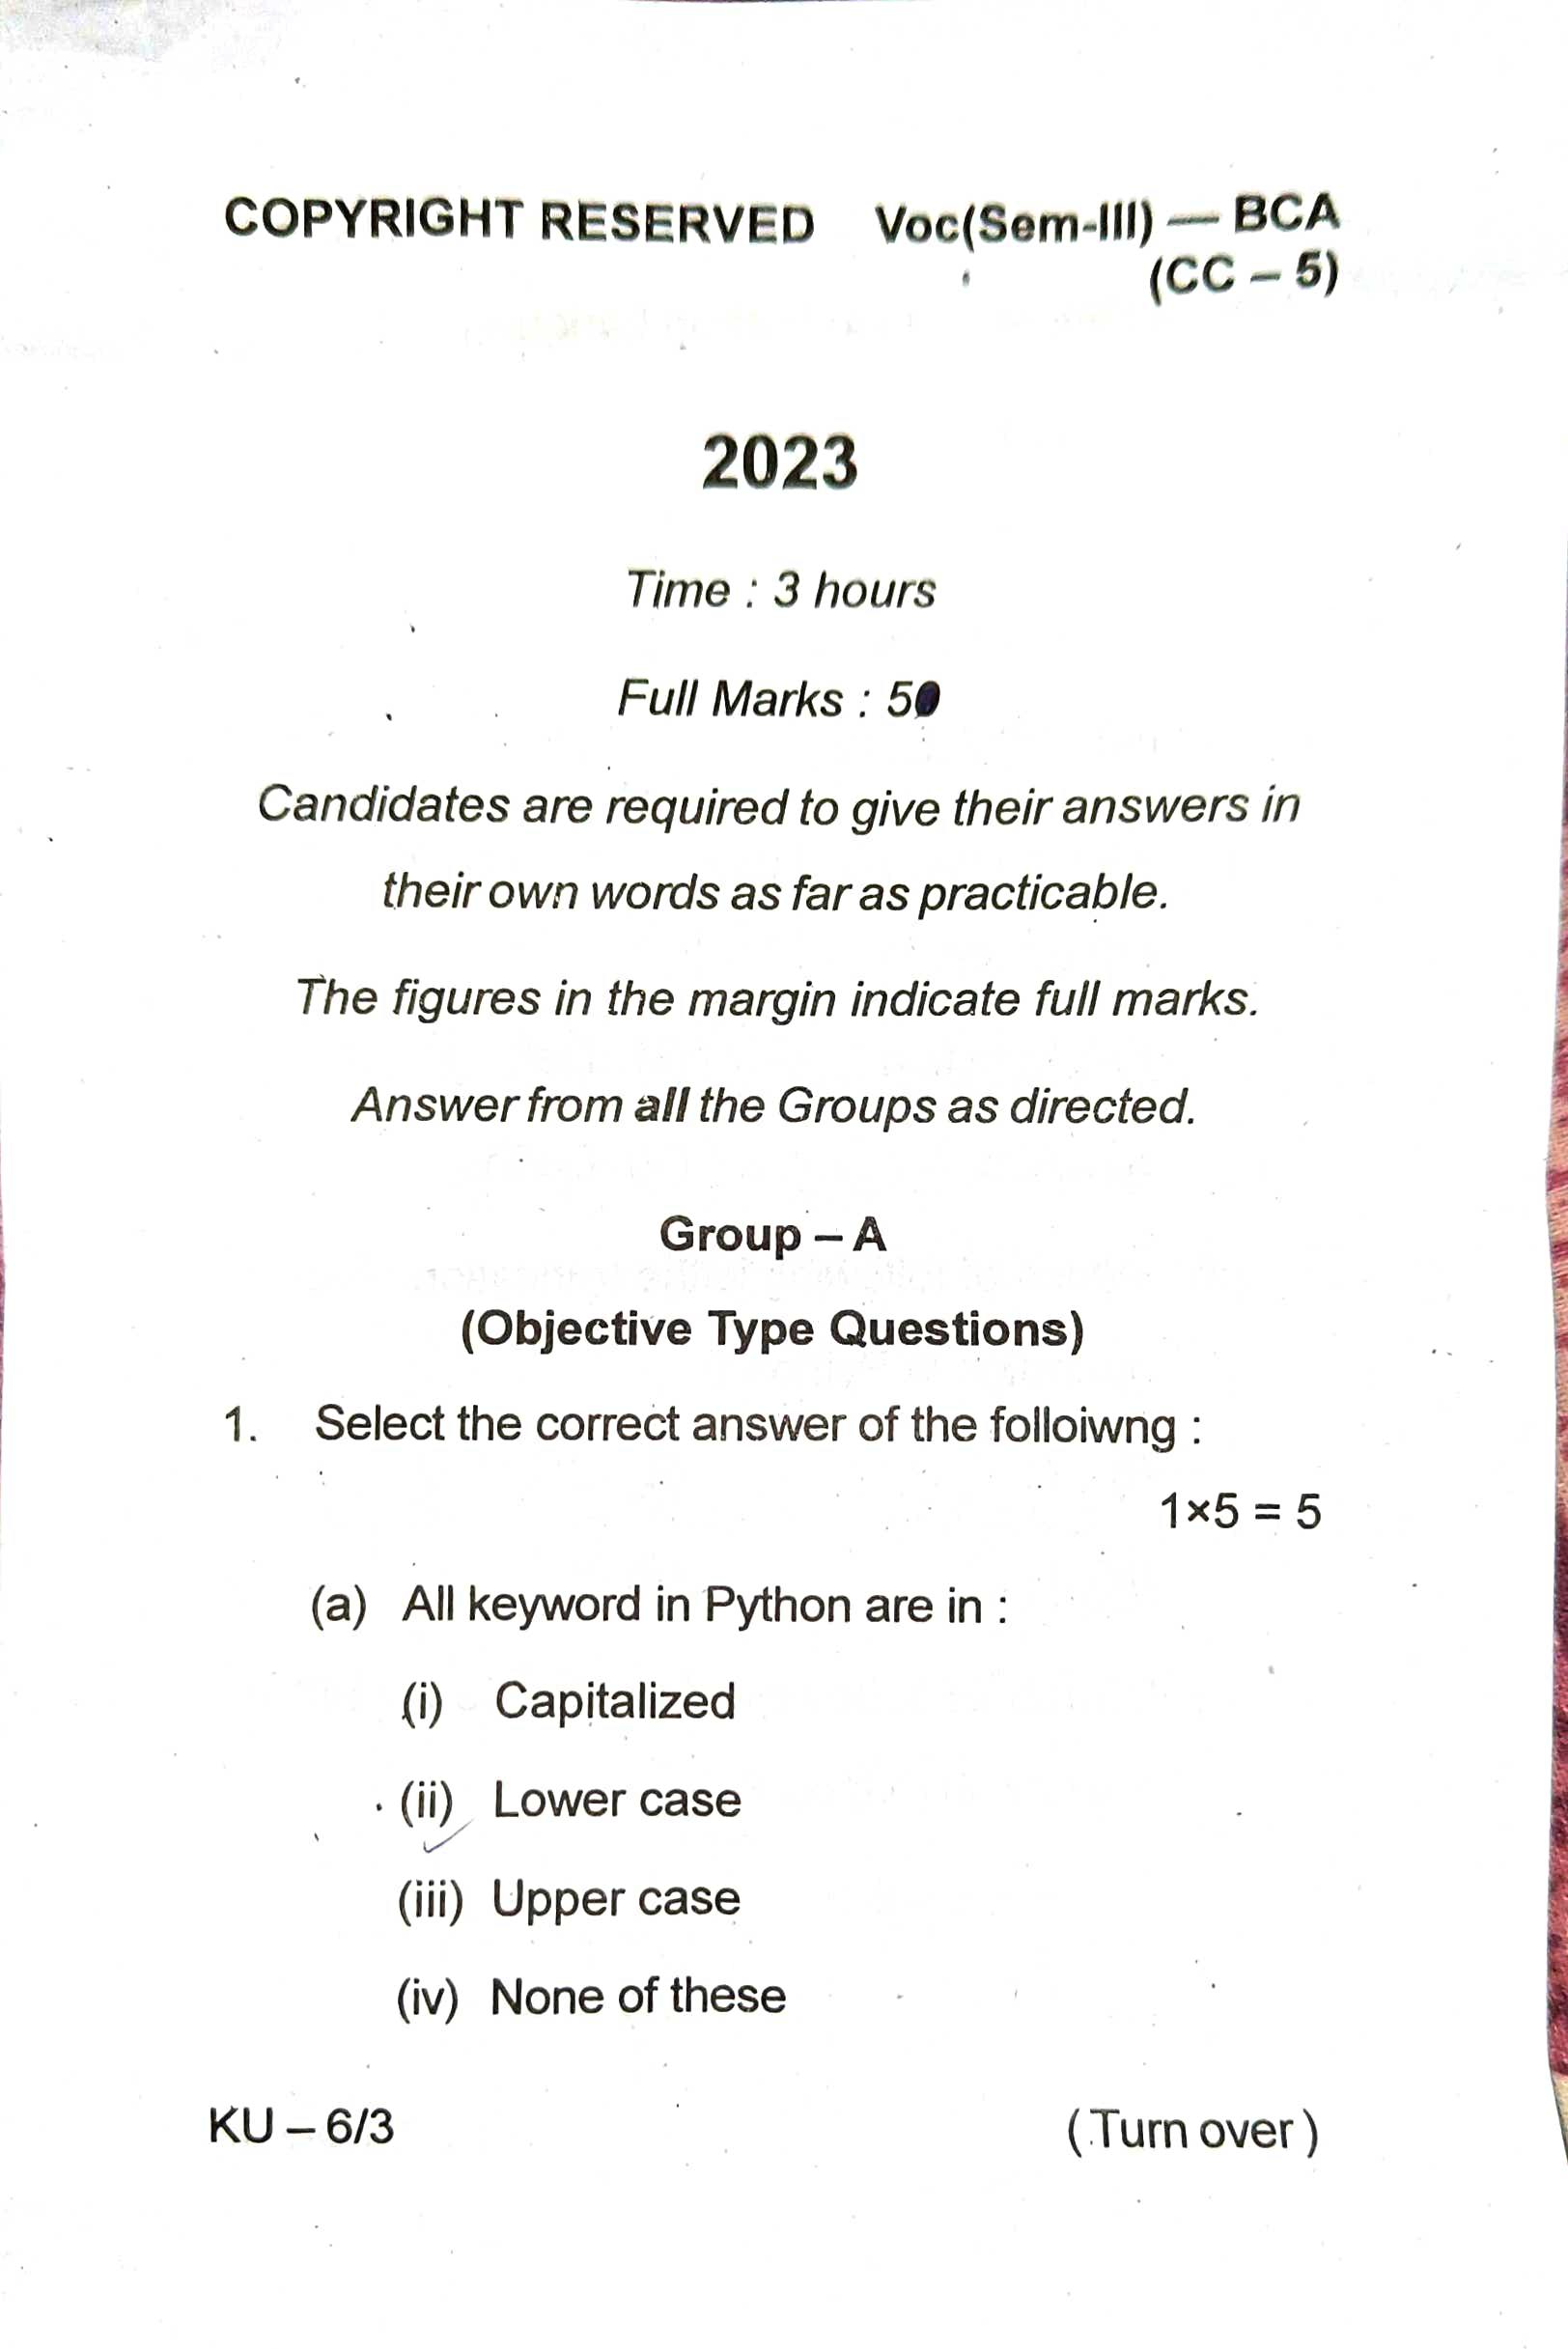 COPYRIGHT RESERVED Voc(Sem-III) — BCA
(CC – 5)
2023
Time : 3 hours
Full Marks : 50
Candidates are required to give their answers in
their own words as far as practicable.
The figures in the margin indicate full marks.
Answer from all the Groups as directed.
Group – A
(Objective Type Questions)
1. Select the correct answer of the folloiwng :
1×5 = 5
(a) All keyword in Python are in :
(i) Capitalized
(ii) Lower case
(iii) Upper case
(iv) None of these
KU – 6/3 (Turn over)